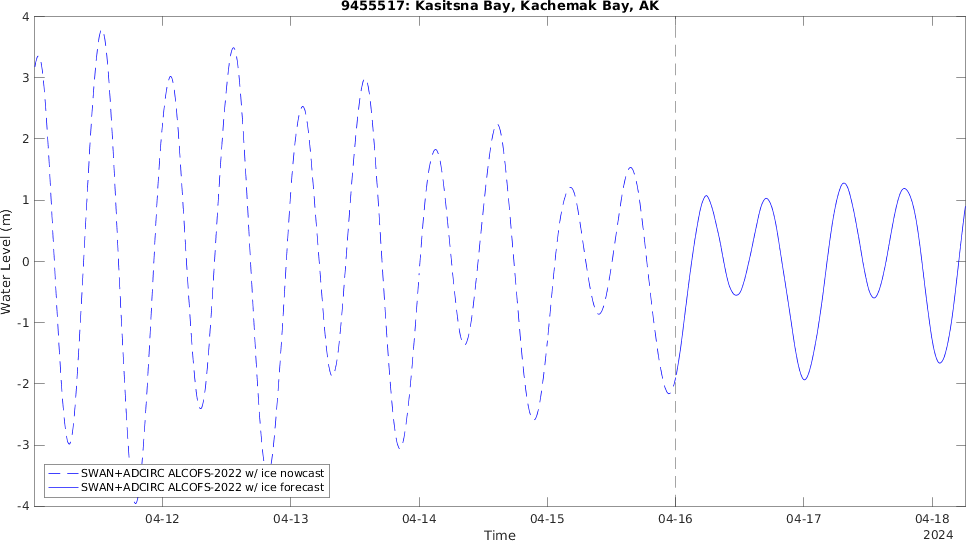 9455517: Kasitsna Bay, Kachemak Bay, AK
4
3
2
1
0
-1
-2
-3
-4
Water Level (m)
SWAN+ADCIRC ALCOFS-2022 w/ ice nowcast
SWAN+ADCIRC ALCOFS-2022 w/ ice forecast
04-12 04-13 04-14 04-15 04-16 04-17 04-18
Time
2024